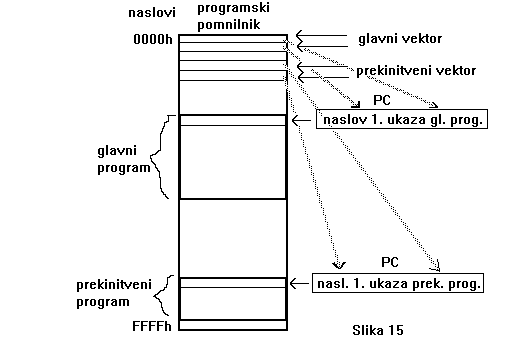 naslovi
programski
pomnilnik
0000h
glavni vektor
prekinitveni vektor
PC
naslov 1. ukaza gl. prog.
glavni
program
PC
nasl. 1. ukaza prek. prog.
prekinitveni
program
FFFFh
Slika 15